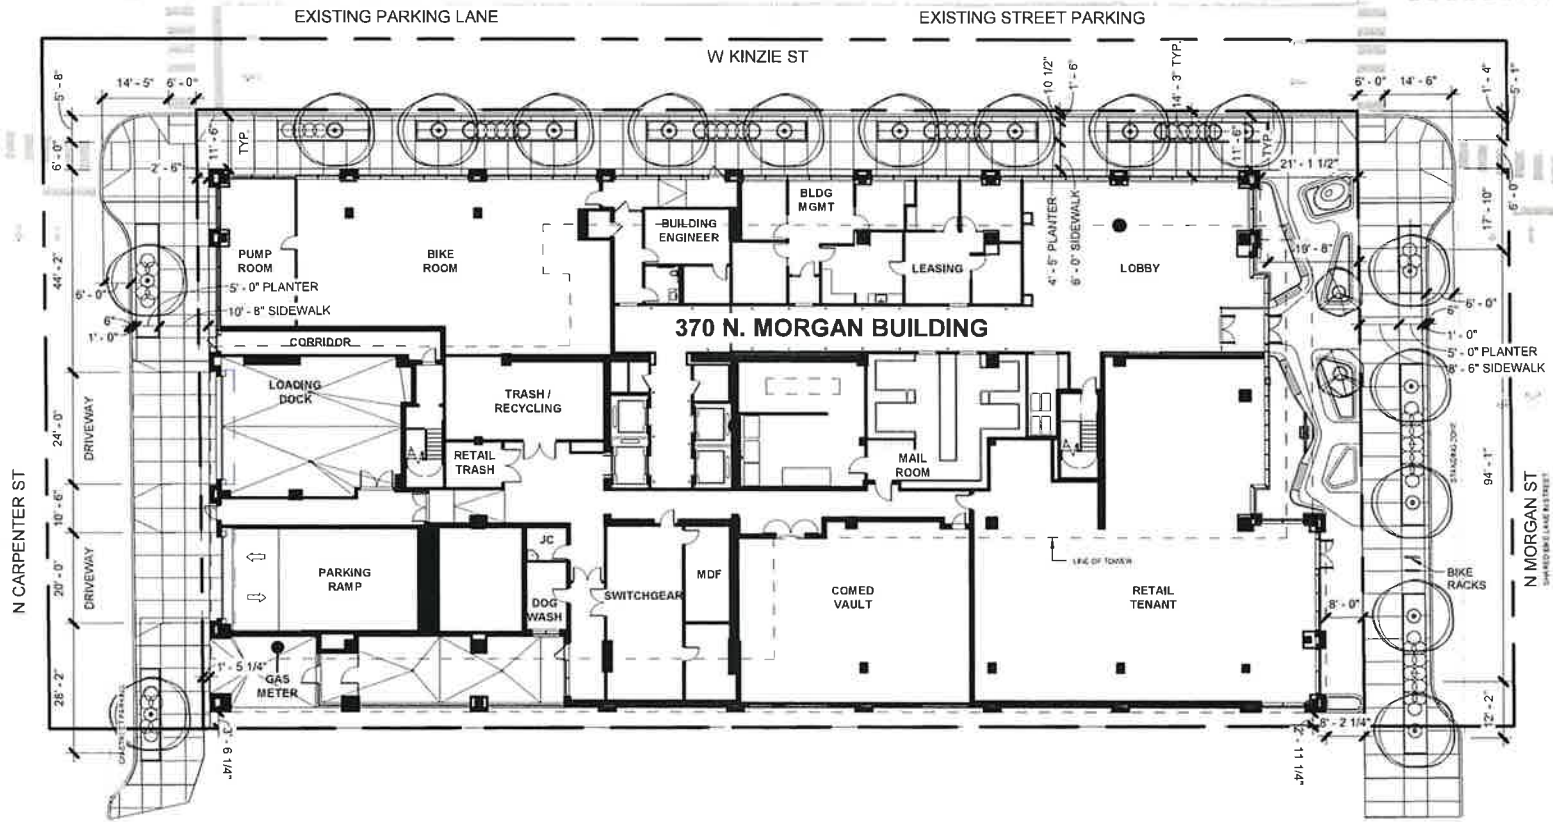 EXISTING PARKING LANE
EXISTING STREET PARKING
W KINZIE ST
14' - 5"
6' - 0"
5' - 8"
6' - 0"
11' - 6"
TYP.
2' - 6"
10 1/2"
1' - 6"
14' - 3" TYP.
6' - 0"
14' - 6"
1' - 4"
5' - 1"
11' - 6"
TYP.
21' - 1 1/2"
17' - 10"
6' - 0"
BLDG
MGMT
BUILDING
ENGINEER
PUMP
ROOM
BIKE
ROOM
LEASING
4' - 5" PLANTER
6' - 0" SIDEWALK
LOBBY
19' - 8"
44' - 2"
6' - 0"
5' - 0" PLANTER
10' - 8" SIDEWALK
6"
1' - 0"
CORRIDOR
370 N. MORGAN BUILDING
6' - 0"
6"
1' - 0"
5' - 0" PLANTER
8' - 6" SIDEWALK
LOADING
DOCK
TRASH /
RECYCLING
RETAIL
TRASH
MAIL
ROOM
24' - 0"
DRIVEWAY
10' - 6"
20' - 0"
DRIVEWAY
28' - 2"
N CARPENTER ST
STANDING ZONE
94' - 1"
N MORGAN ST
SHARED BIKE LANE IN STREET
PARKING
RAMP
JC
DOG
WASH
SWITCHGEAR
MDF
COMED
VAULT
LINE OF TOWER
RETAIL
TENANT
BIKE
RACKS
8' - 0"
1' - 5 1/4"
GAS
METER
3' - 6 1/4"
8' - 2 1/4"
2' - 11 1/4"
12' - 2"